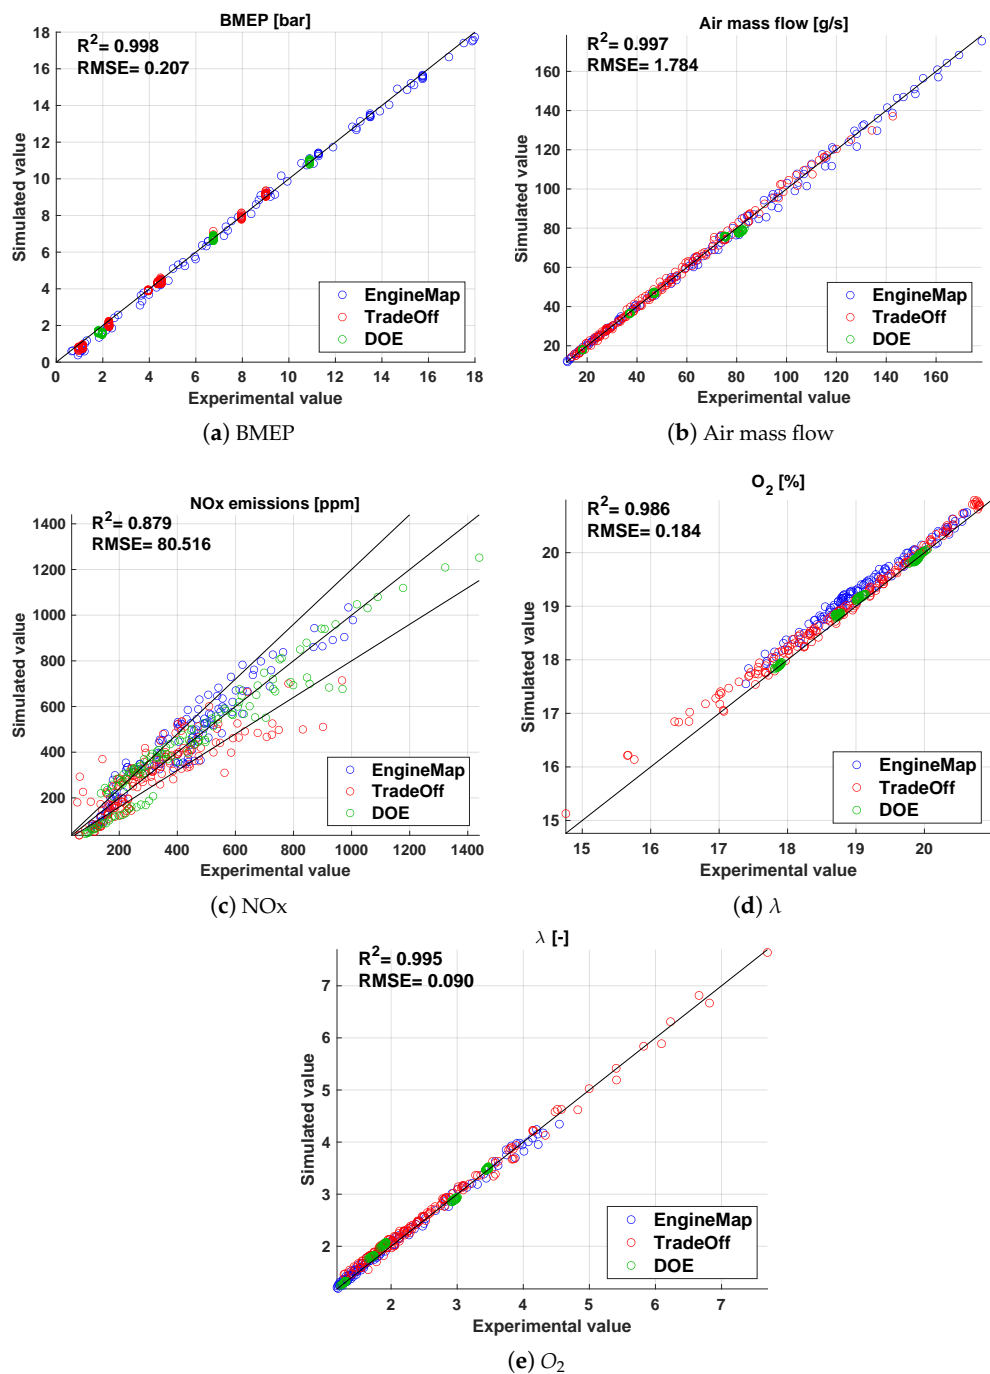 BMEP [bar]
R2= 0.998
RMSE= 0.207
18
16
14
12
10
8
6
4
2
0
Simulated value
EngineMap
TradeOff
DOE
0 2 4 6 8 10 12 14 16 18
Experimental value
(a) BMEP
Air mass flow [g/s]
R2= 0.997
RMSE= 1.784
160
140
120
100
80
60
40
20
Simulated value
EngineMap
TradeOff
DOE
20 40 60 80 100 120 140 160
Experimental value
(b) Air mass flow
NOx emissions [ppm]
R2= 0.879
RMSE= 80.516
1400
1200
1000
800
600
400
200
Simulated value
EngineMap
TradeOff
DOE
200 400 600 800 1000 1200 1400
Experimental value
(c) NOx
O2 [%]
R2= 0.986
RMSE= 0.184
20
19
18
17
16
15
Simulated value
EngineMap
TradeOff
DOE
15 16 17 18 19 20
Experimental value
(d) λ
λ [-]
R2= 0.995
RMSE= 0.090
7
6
5
4
3
2
Simulated value
EngineMap
TradeOff
DOE
2 3 4 5 6 7
Experimental value
(e) O2